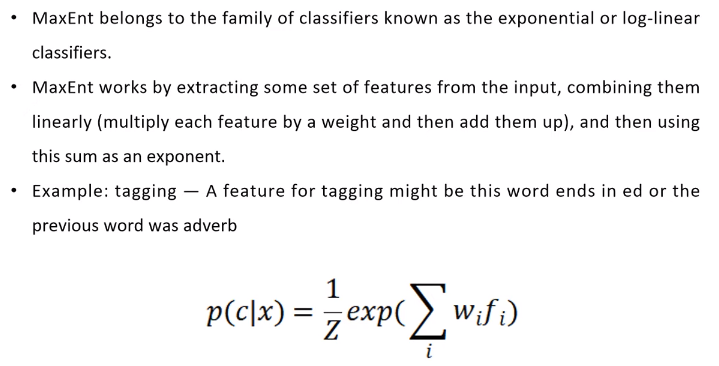 • MaxEnt belongs to the family of classifiers known as the exponential or log-linear
classifiers.
• MaxEnt works by extracting some set of features from the input, combining them
linearly (multiply each feature by a weight and then add them up), and then using
this sum as an exponent.
• Example: tagging — A feature for tagging might be this word ends in ed or the
previous word was adverb
p(c|x) = 1/Z exp(∑_i w_i f_i)